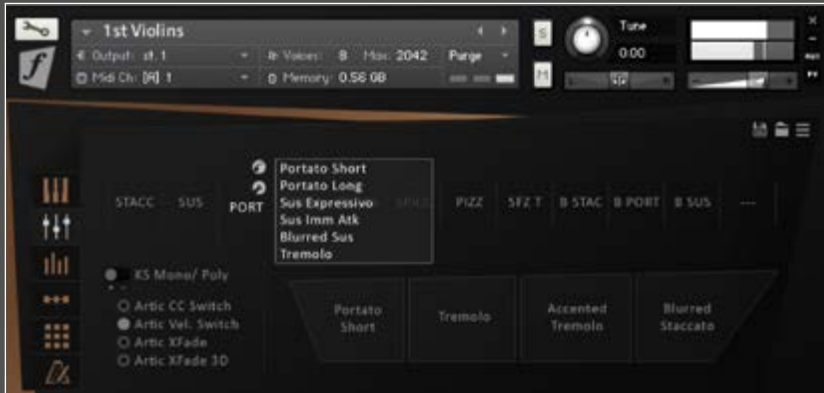 1st Violins
S
Tune
Output: st. 1
Voices: 8 Max: 2042
Purge
0.00
Midi Ch: [A] 1
Memory: 0.56 GB
M
L
R
Portato Short
Portato Long
Sus Expressivo
Sus Imm Atk
Blurred Sus
Tremolo
STACC
SUS
PORT
PIZZ
SFZ T
B STAC
B PORT
B SUS
---
KS Mono/ Poly
Artic CC Switch
Artic Vel. Switch
Artic XFade
Artic XFade 3D
Portato Short
Tremolo
Accented Tremolo
Blurred Staccato